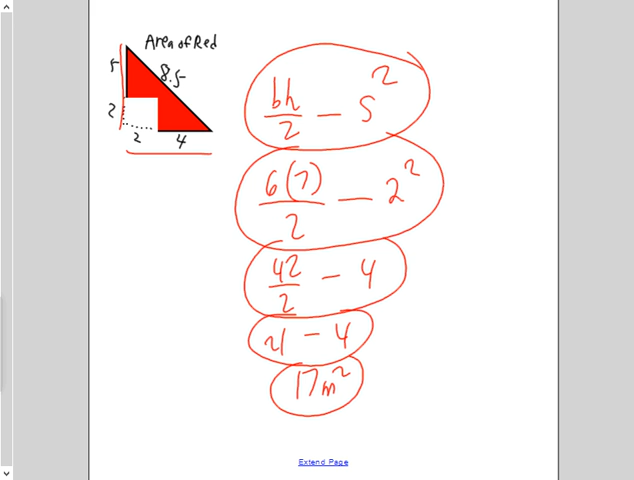 Area of Red
5
8.5
2
2
4
bh/2 - s²
6(7)/2 - 2²
42/2 - 4
21 - 4
17m²
Extend Page